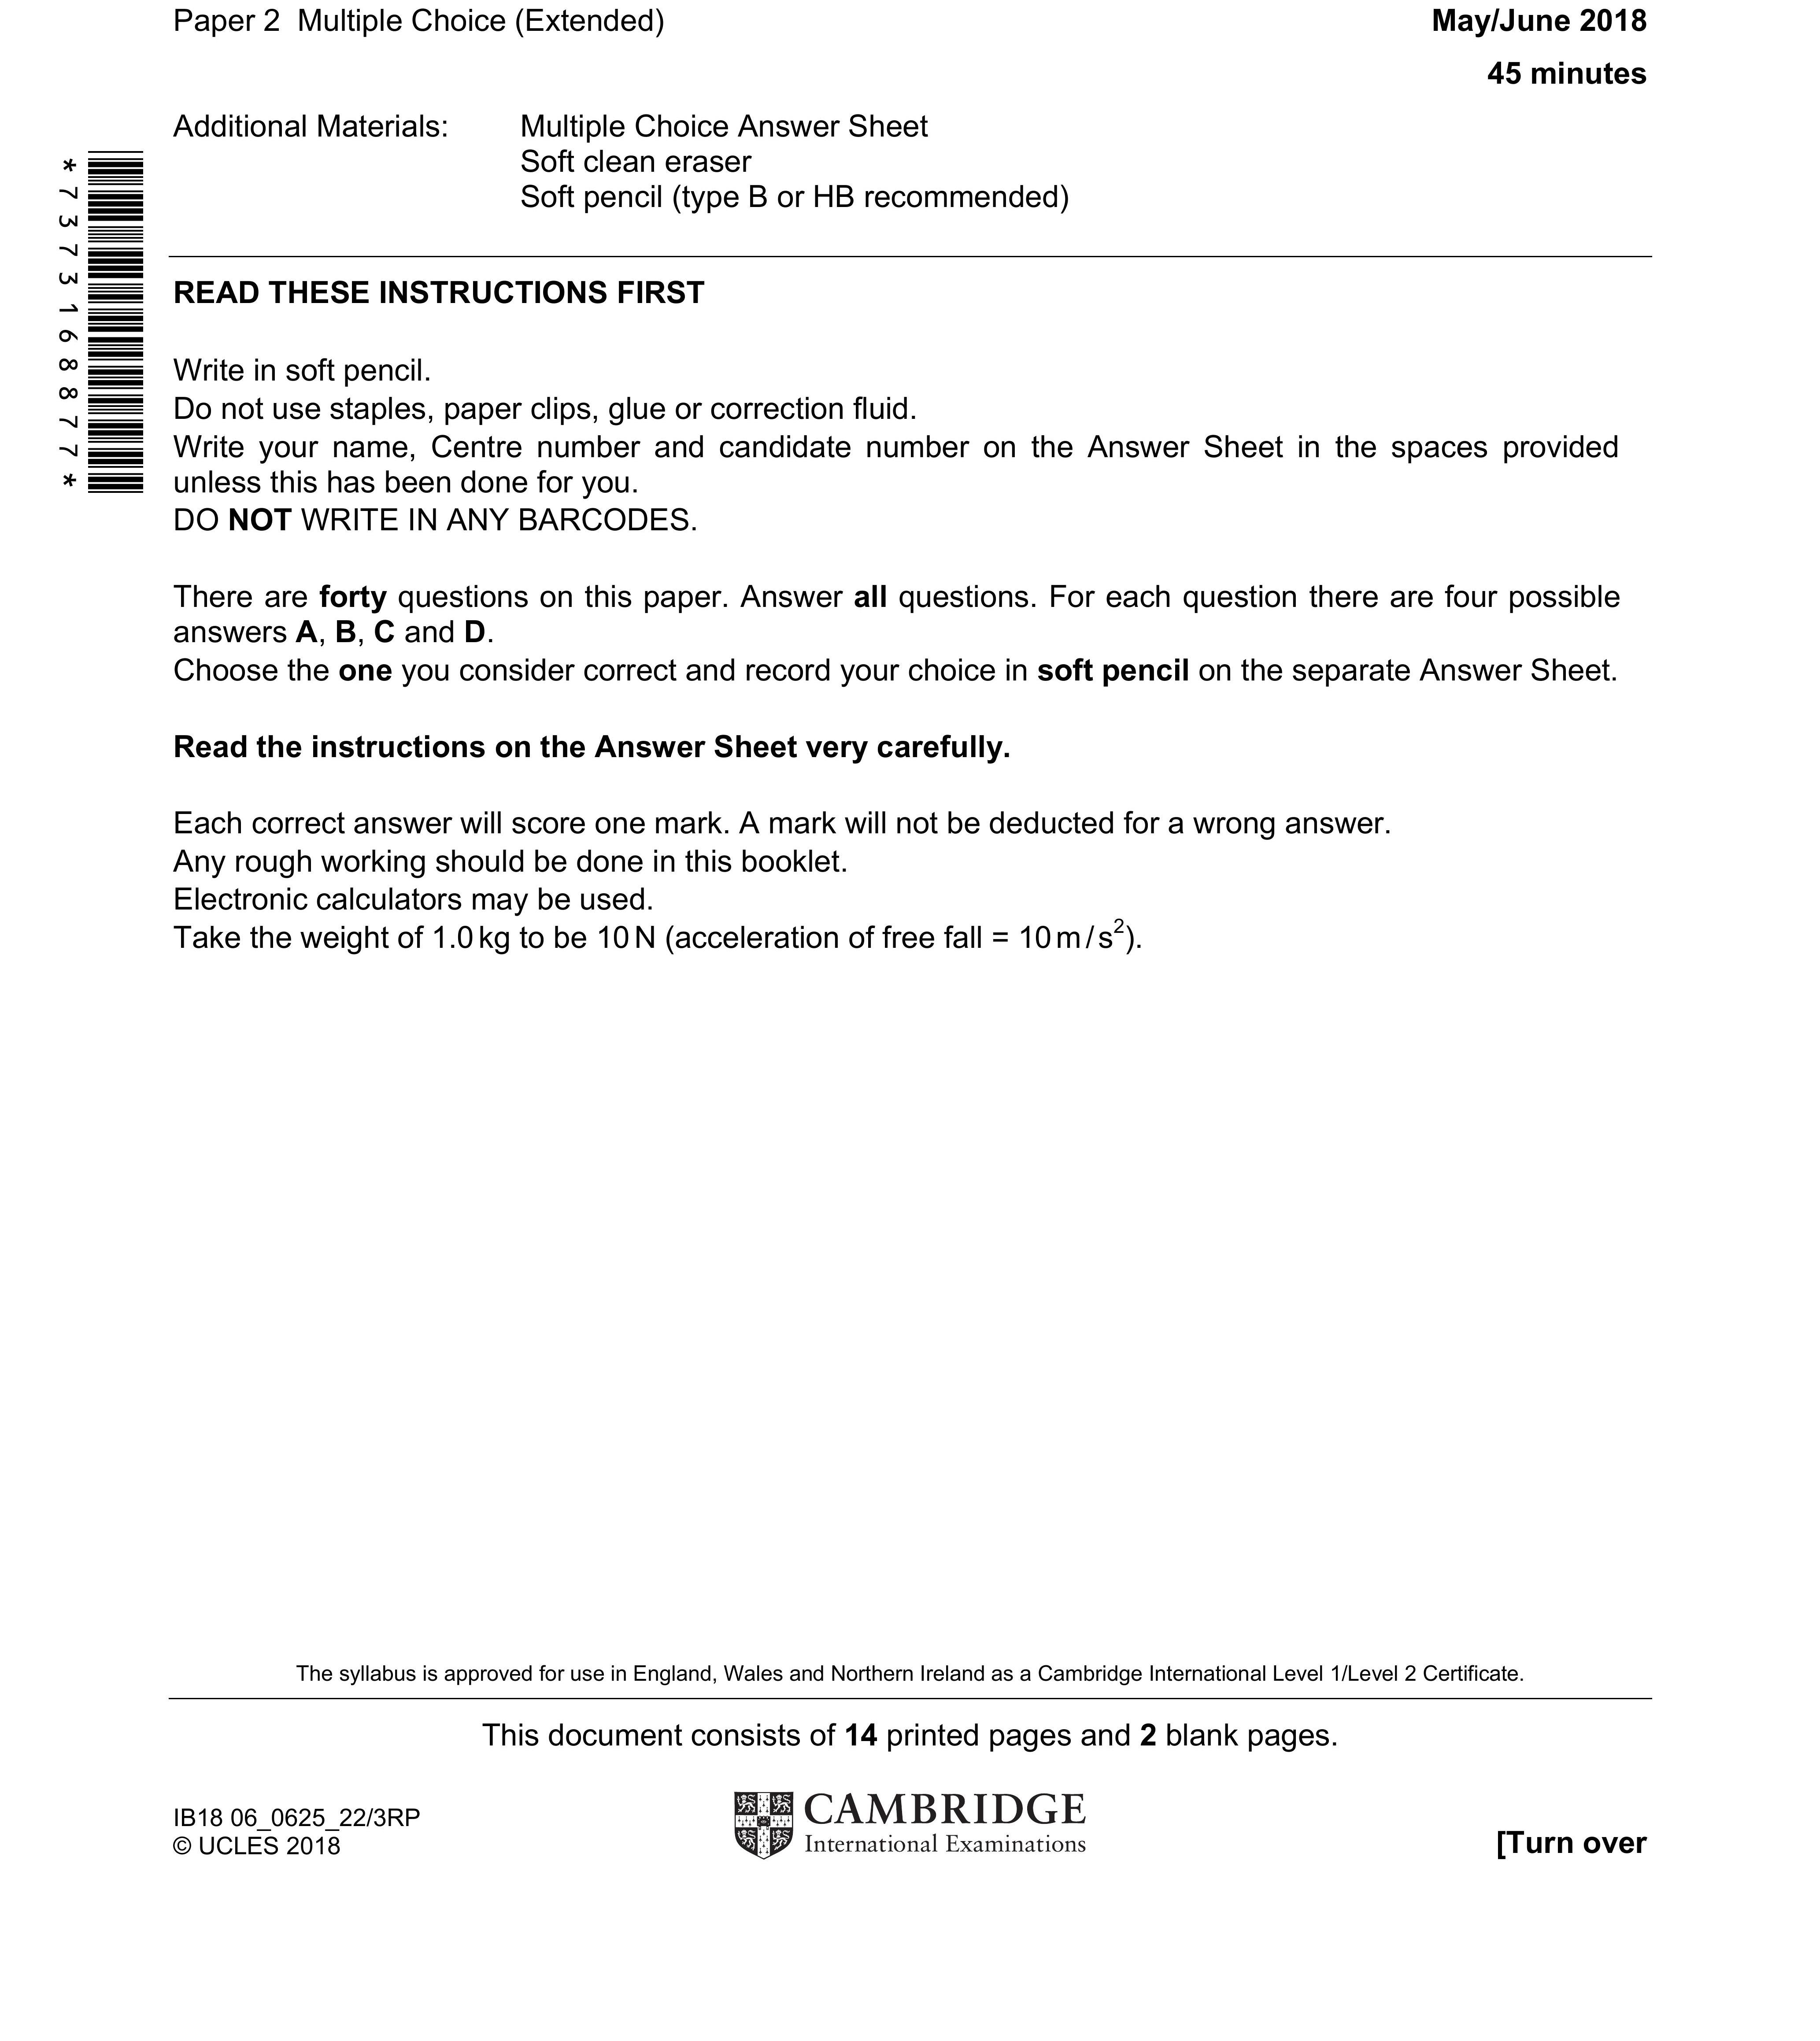 Paper 2  Multiple Choice (Extended)
May/June 2018
45 minutes
Additional Materials:
Multiple Choice Answer Sheet
Soft clean eraser
Soft pencil (type B or HB recommended)
*7373168877*
READ THESE INSTRUCTIONS FIRST
Write in soft pencil.
Do not use staples, paper clips, glue or correction fluid.
Write your name, Centre number and candidate number on the Answer Sheet in the spaces provided
unless this has been done for you.
DO NOT WRITE IN ANY BARCODES.
There are forty questions on this paper. Answer all questions. For each question there are four possible
answers A, B, C and D.
Choose the one you consider correct and record your choice in soft pencil on the separate Answer Sheet.
Read the instructions on the Answer Sheet very carefully.
Each correct answer will score one mark. A mark will not be deducted for a wrong answer.
Any rough working should be done in this booklet.
Electronic calculators may be used.
Take the weight of 1.0 kg to be 10 N (acceleration of free fall = 10 m / s²).
The syllabus is approved for use in England, Wales and Northern Ireland as a Cambridge International Level 1/Level 2 Certificate.
This document consists of 14 printed pages and 2 blank pages.
IB18 06_0625_22/3RP
© UCLES 2018
CAMBRIDGE
International Examinations
[Turn over